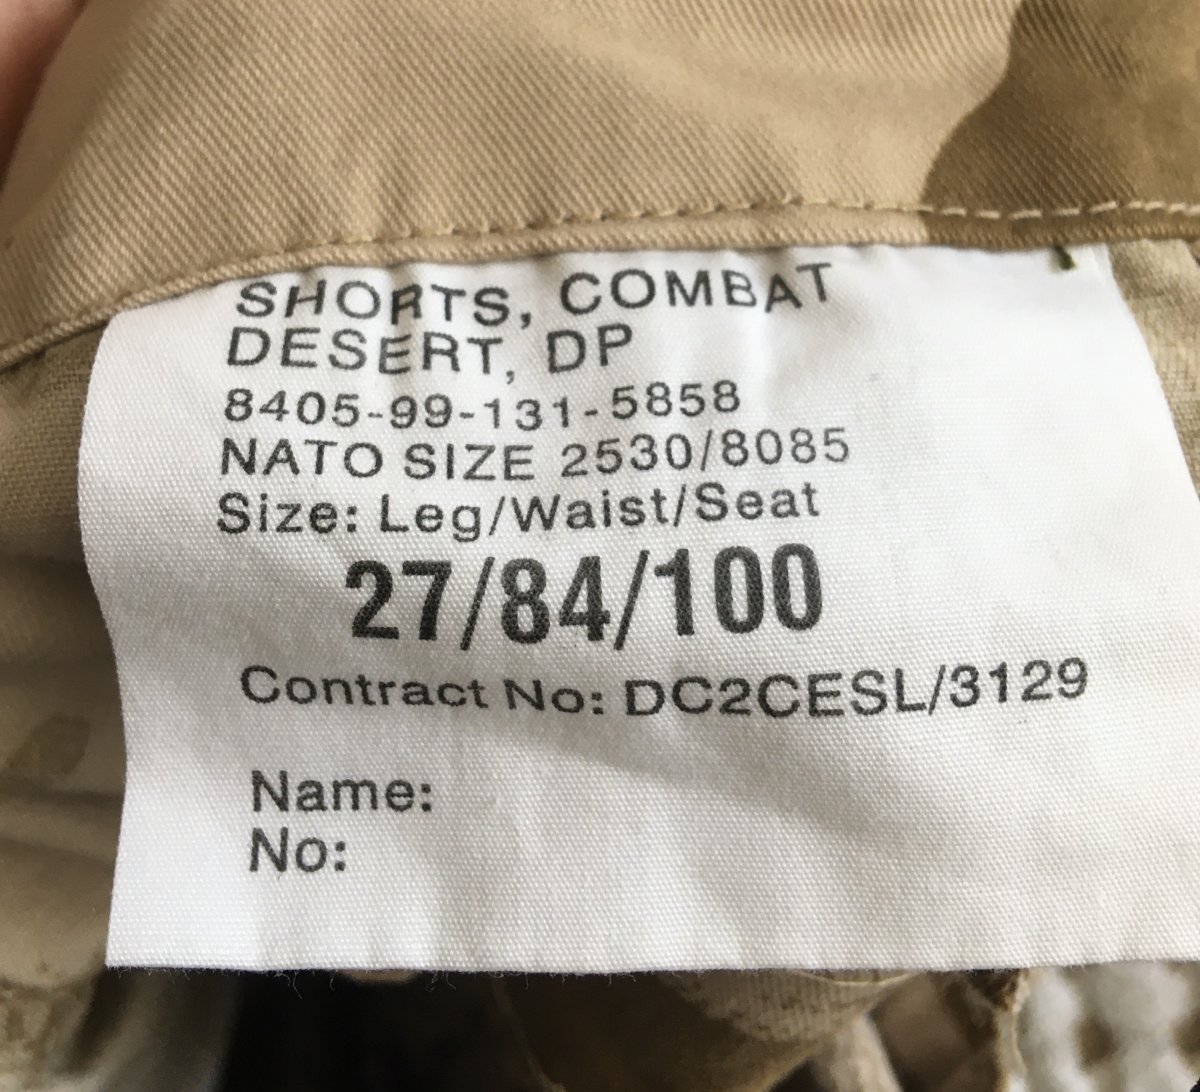 SHORTS, COMBAT
DESERT, DP
8405-99-131-5858
NATO SIZE 2530/8085
Size: Leg/Waist/Seat
27/84/100
Contract No: DC2CESL/3129
Name:
No: